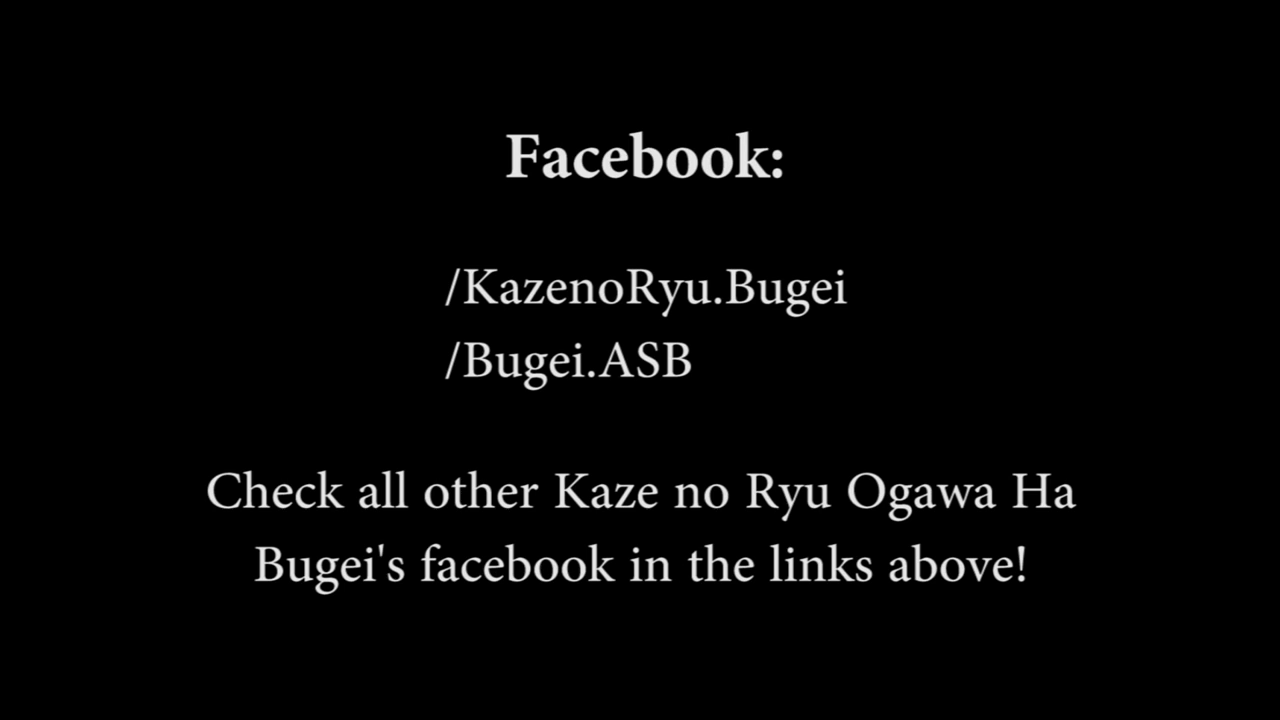 Facebook:
/KazenoRyu.Bugei
/Bugei.ASB
Check all other Kaze no Ryu Ogawa Ha
Bugei's facebook in the links above!